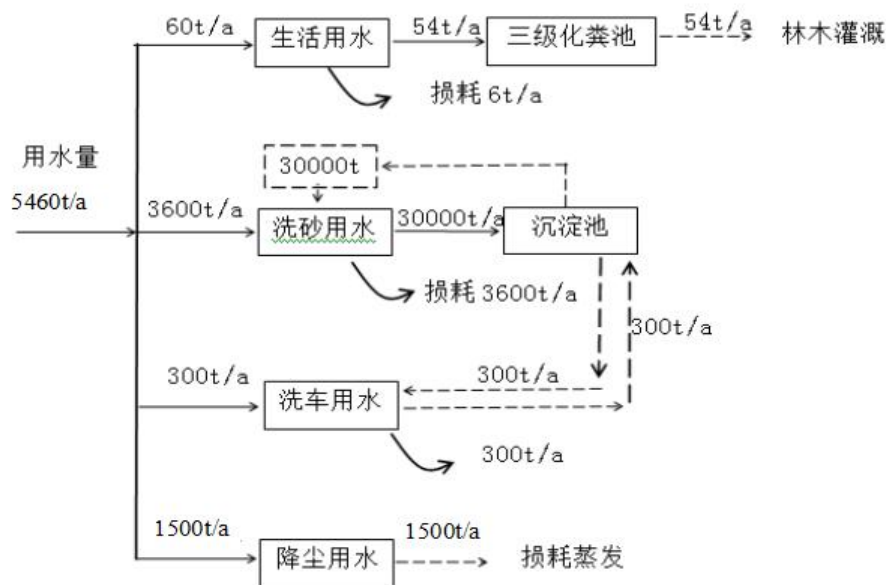 60t/a
生活用水
54t/a
三级化粪池
54t/a
林木灌溉
损耗 6t/a
用水量
5460t/a
30000t
3600t/a
洗砂用水
30000t/a
沉淀池
损耗 3600t/a
300t/a
300t/a
洗车用水
300t/a
300t/a
1500t/a
降尘用水
1500t/a
损耗蒸发